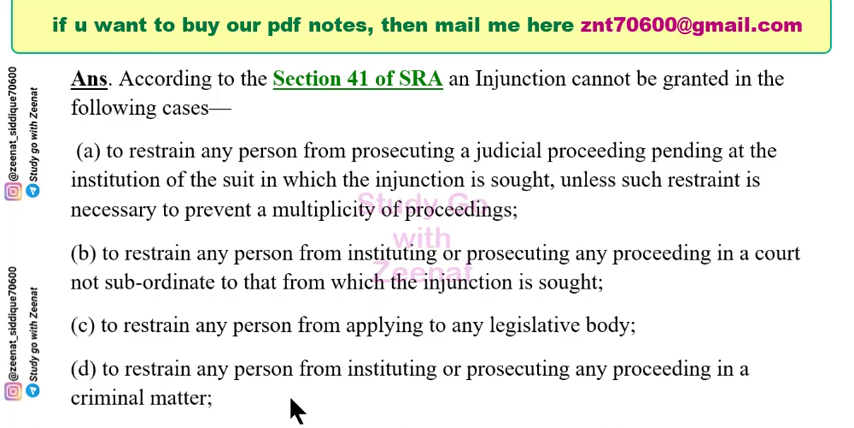 if u want to buy our pdf notes, then mail me here znt70600@gmail.com
Ans. According to the Section 41 of SRA an Injunction cannot be granted in the
following cases—
(a) to restrain any person from prosecuting a judicial proceeding pending at the
institution of the suit in which the injunction is sought, unless such restraint is
necessary to prevent a multiplicity of proceedings;
(b) to restrain any person from instituting or prosecuting any proceeding in a court
not sub-ordinate to that from which the injunction is sought;
(c) to restrain any person from applying to any legislative body;
(d) to restrain any person from instituting or prosecuting any proceeding in a
criminal matter;
Study Go
with
Zeenat
@zeenat_siddique70600
Study go with Zeenat
@zeenat_siddique70600
Study go with Zeenat